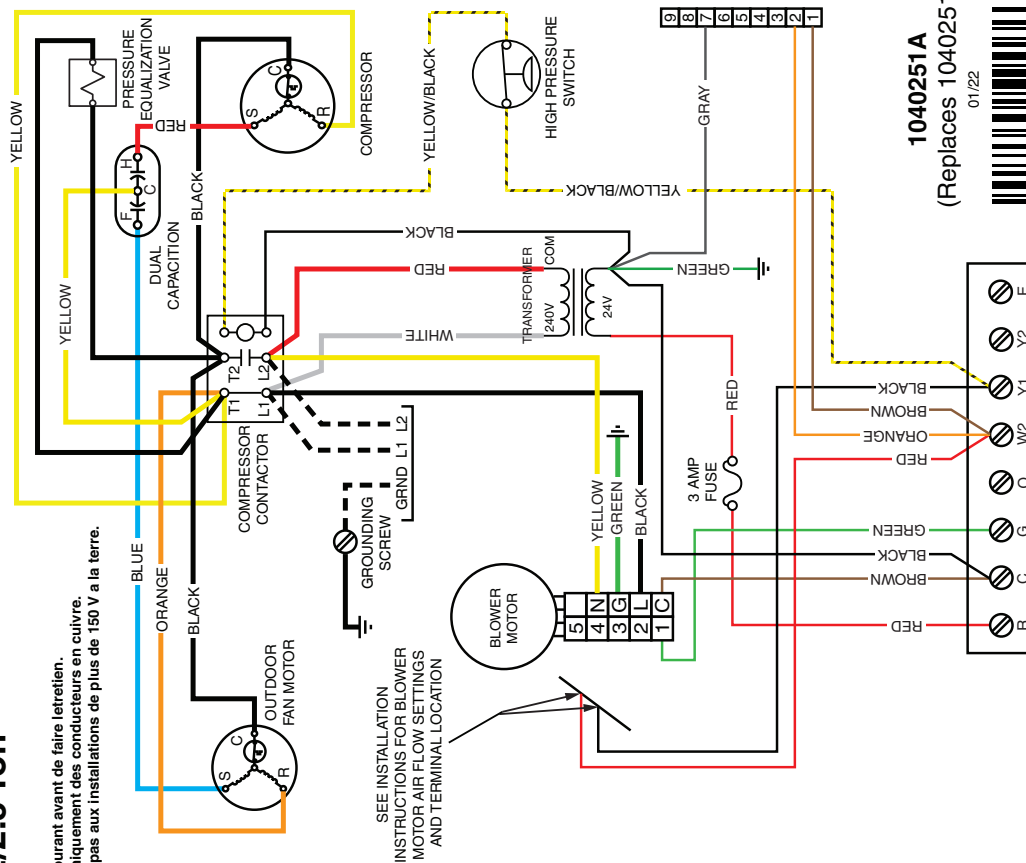 YELLOW
PRESSURE
EQUALIZATION
VALVE
RED
S
C
R
COMPRESSOR
H
C
F
DUAL
CAPACITION
BLACK
YELLOW
YELLOW/BLACK
HIGH PRESSURE
SWITCH
YELLOW/BLACK
9
8
7
6
5
4
3
2
1
GRAY
1040251A
01/22
BLACK
RED
WHITE
TRANSFORMER
240V
COM
24V
GREEN
T2
T1
L2
L1
COMPRESSOR
CONTACTOR
GRND L1 L2
GROUNDING
SCREW
BLUE
ORANGE
BLACK
OUTDOOR
FAN MOTOR
S
C
R
avant de faire letretien.
des conducteurs en cuivre.
pas aux installations de plus de 150 V a la terre.
YELLOW
GREEN
BLACK
BLOWER
MOTOR
5
4 N
3 G
2 L
1 C
SEE INSTALLATION
INSTRUCTIONS FOR BLOWER
MOTOR AIR FLOW SETTINGS
AND TERMINAL LOCATION
RED
3 AMP
FUSE
BLACK
BROWN
ORANGE
RED
GREEN
BLACK
BROWN
RED
Y2
Y1
W2
O
G
C
R
(Replaces